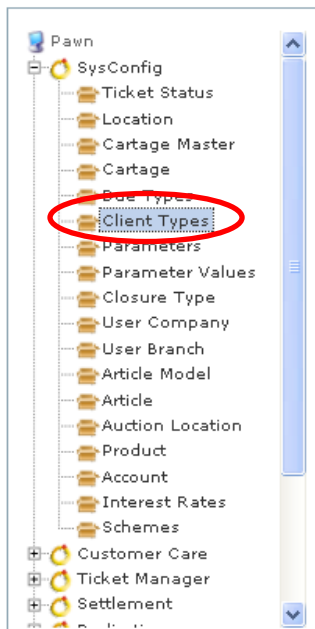 Pawn
SysConfig
Ticket Status
Location
Cartage Master
Cartage
Due Types
Client Types
Parameters
Parameter Values
Closure Type
User Company
User Branch
Article Model
Article
Auction Location
Product
Account
Interest Rates
Schemes
Customer Care
Ticket Manager
Settlement